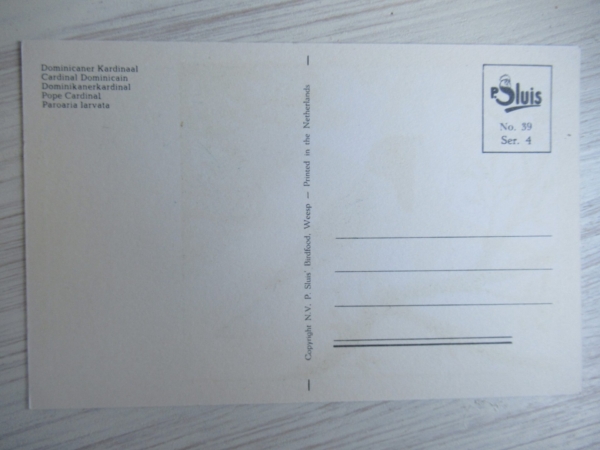 Dominicaner Kardinaal
Cardinal Dominicain
Dominikanerkardinal
Pope Cardinal
Paroaria larvata
Copyright N.V. P. Sluis' Birdfood, Weesp — Printed in the Netherlands
P Sluis
No. 39
Ser. 4